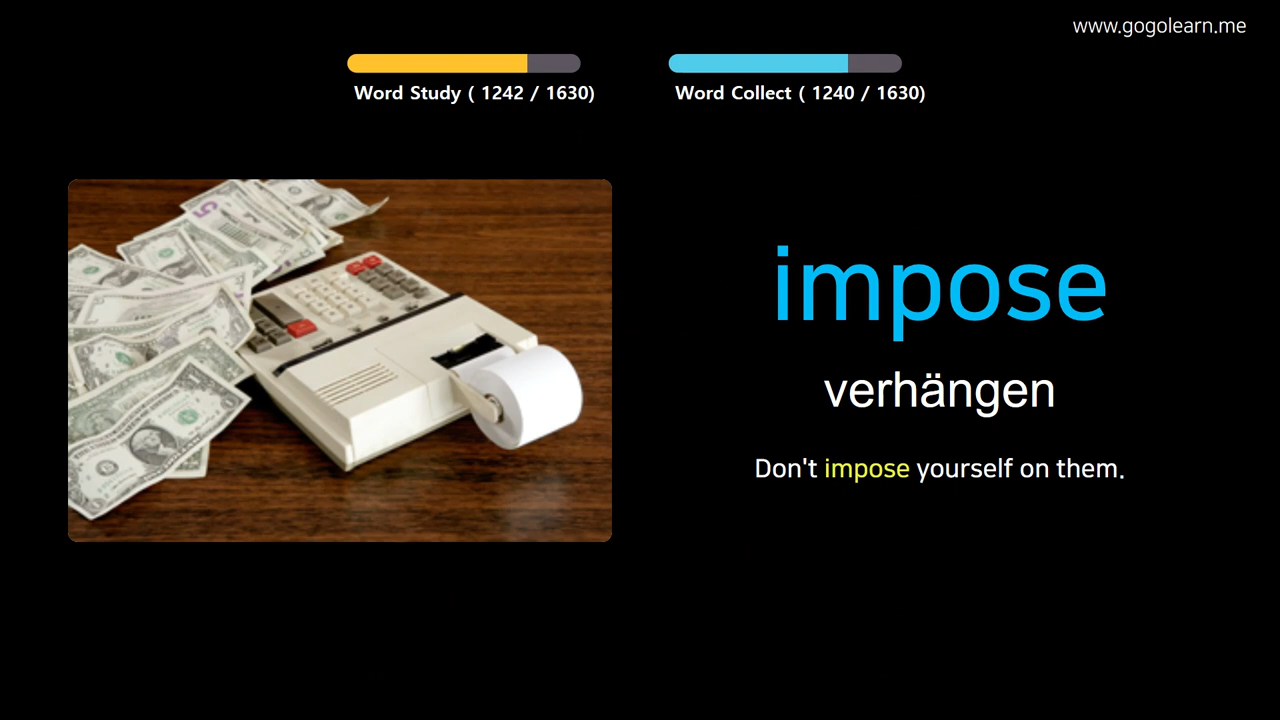 www.gogolearn.me
Word Study ( 1242 / 1630)
Word Collect ( 1240 / 1630)
impose
verhängen
Don't impose yourself on them.